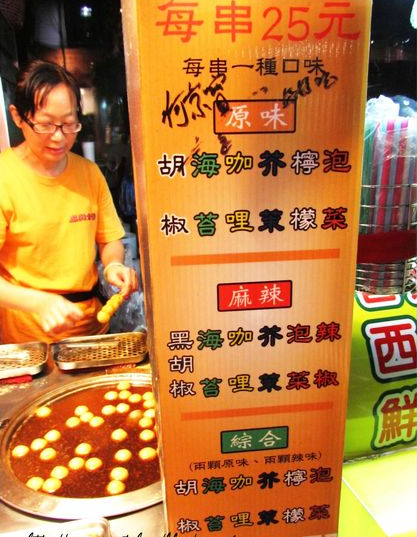 每串25元
每串一種口味
原味
胡海咖芥檸泡
椒苔哩菓檬菜
麻辣
黑胡海咖芥泡辣
椒苔哩菓菜椒
綜合
(兩顆原味、兩顆辣味)
胡海咖芥檸泡
椒苔哩菓檬菜
西
鮮